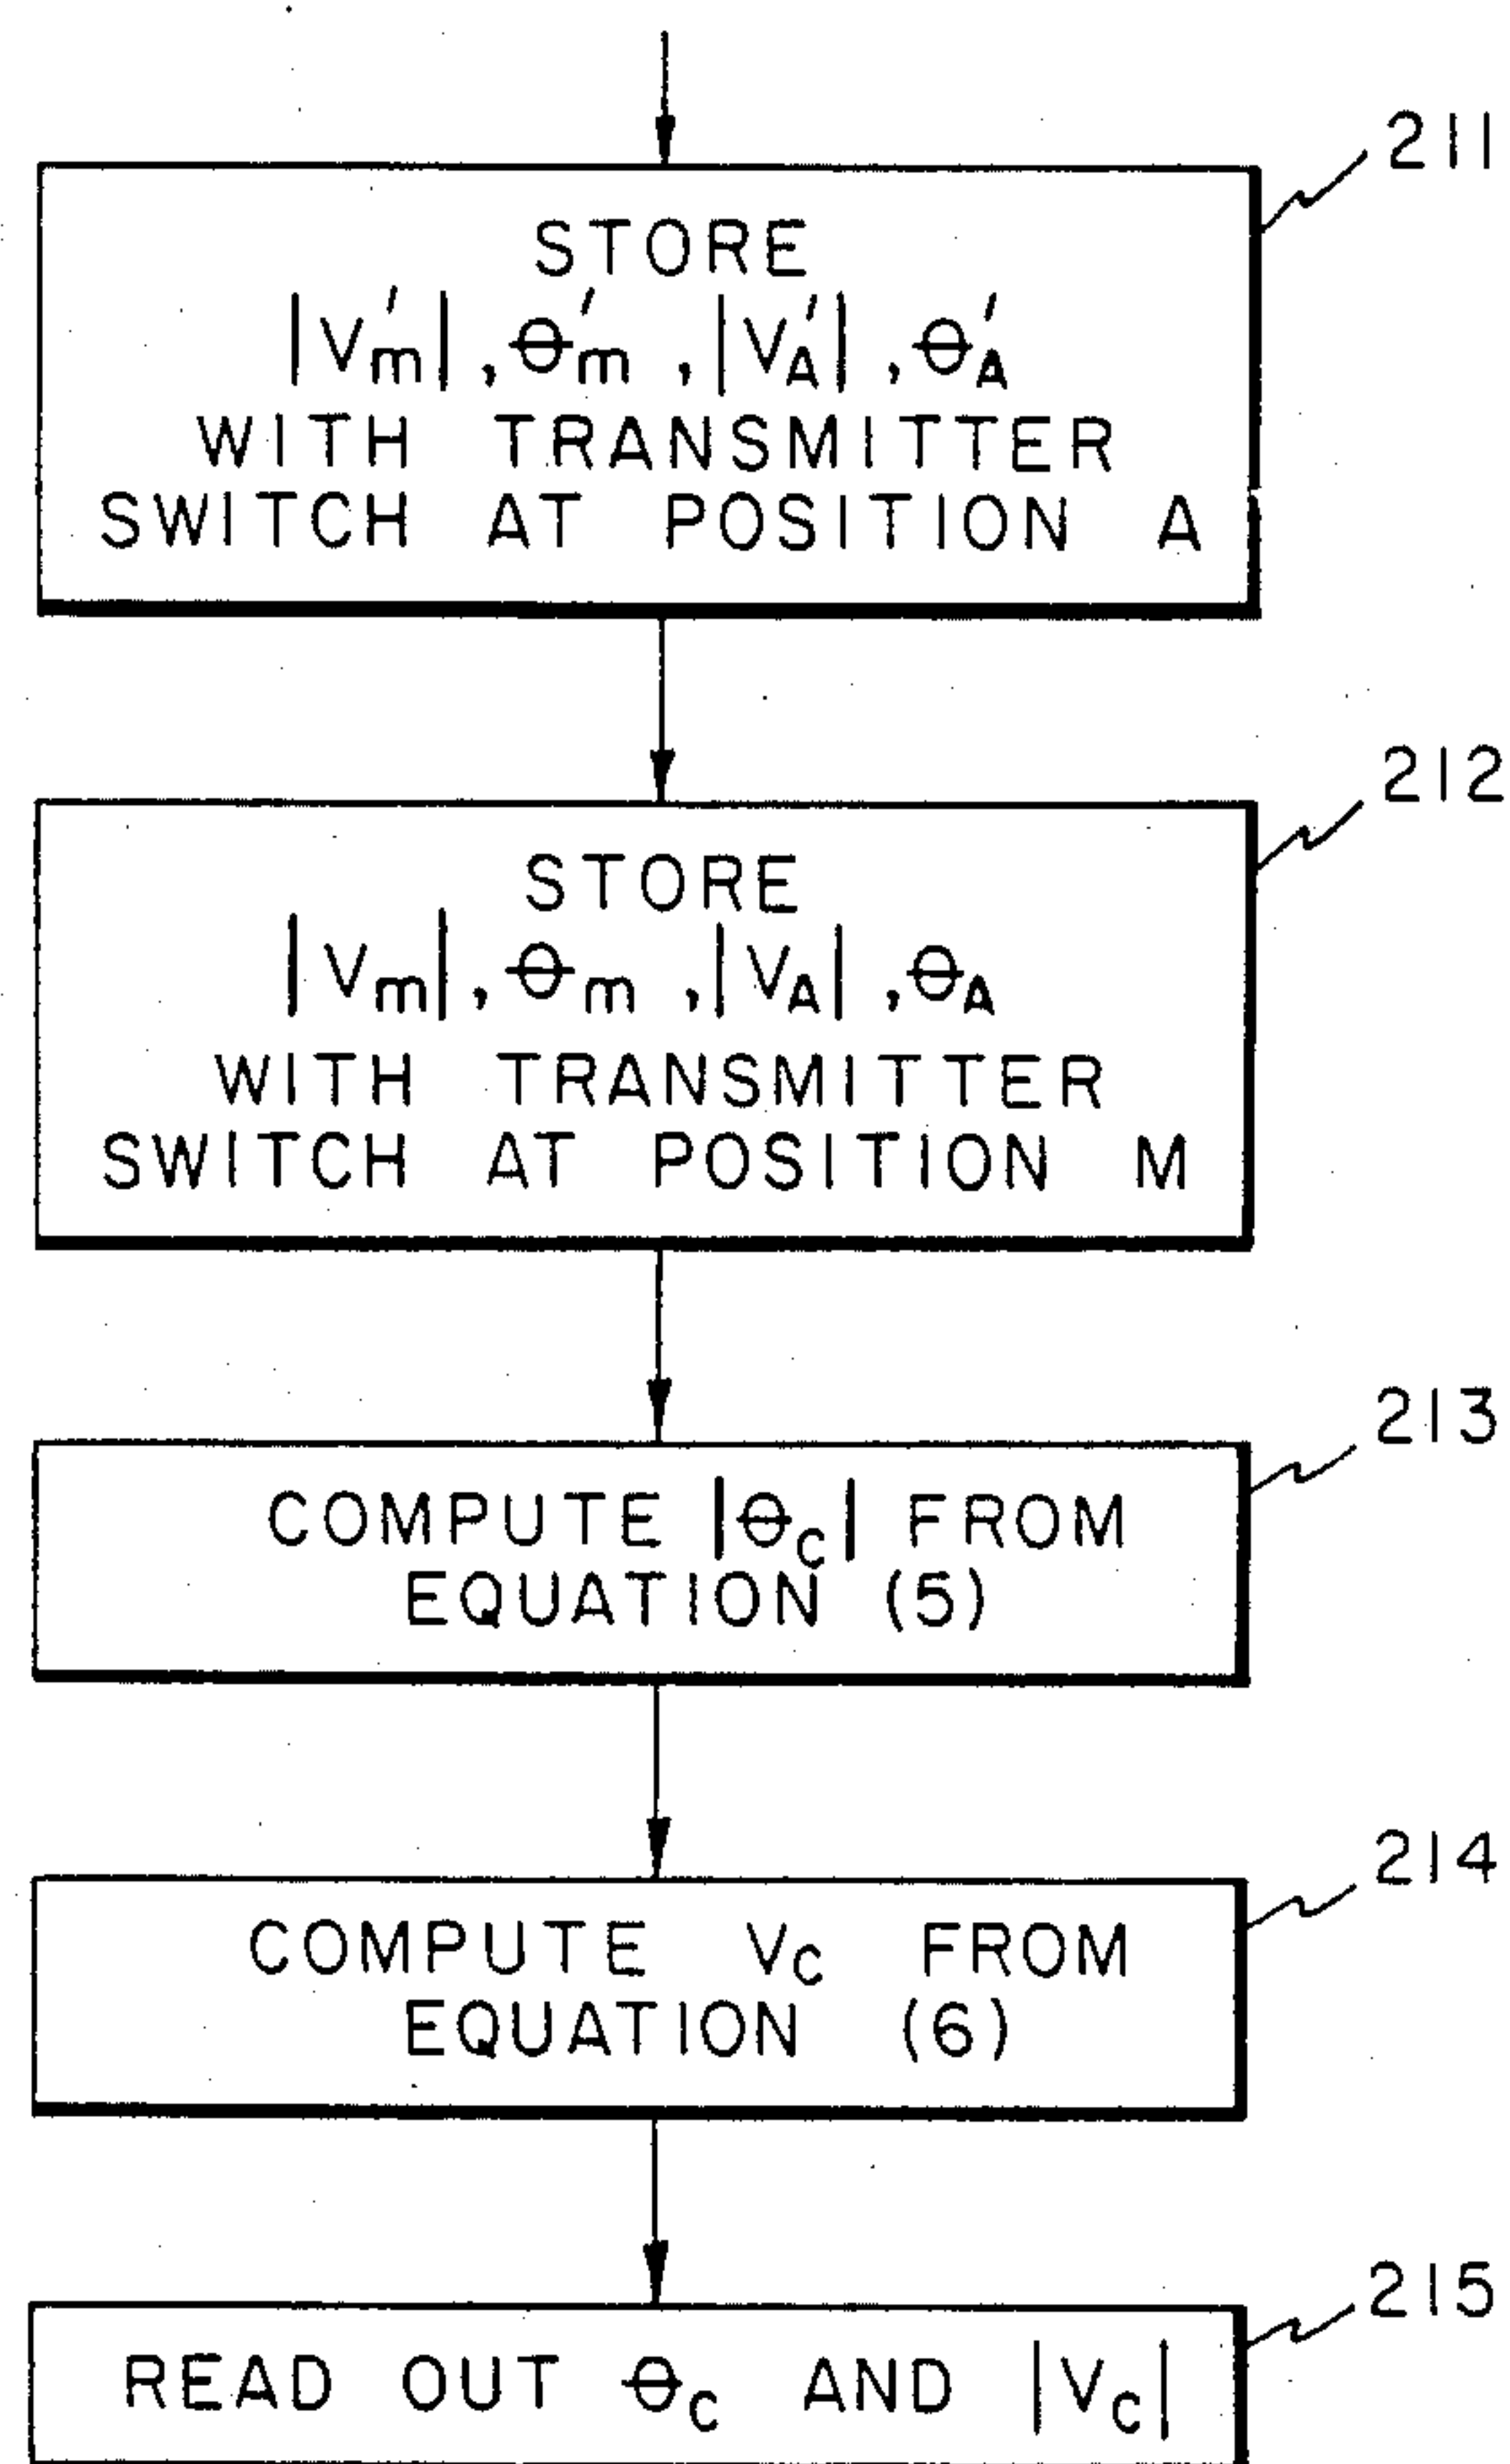 211
STORE
|V'm|, θ'm, |V'A|, θ'A
WITH TRANSMITTER
SWITCH AT POSITION A
212
STORE
|Vm|, θm, |VA|, θA
WITH TRANSMITTER
SWITCH AT POSITION M
213
COMPUTE |θc| FROM
EQUATION (5)
214
COMPUTE Vc FROM
EQUATION (6)
215
READ OUT θc AND |Vc|